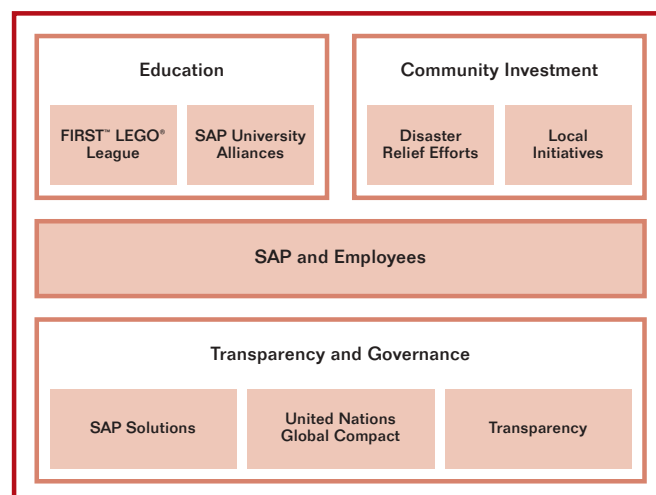 Education
Community Investment
FIRST™ LEGO®
League
SAP University
Alliances
Disaster
Relief Efforts
Local
Initiatives
SAP and Employees
Transparency and Governance
SAP Solutions
United Nations
Global Compact
Transparency